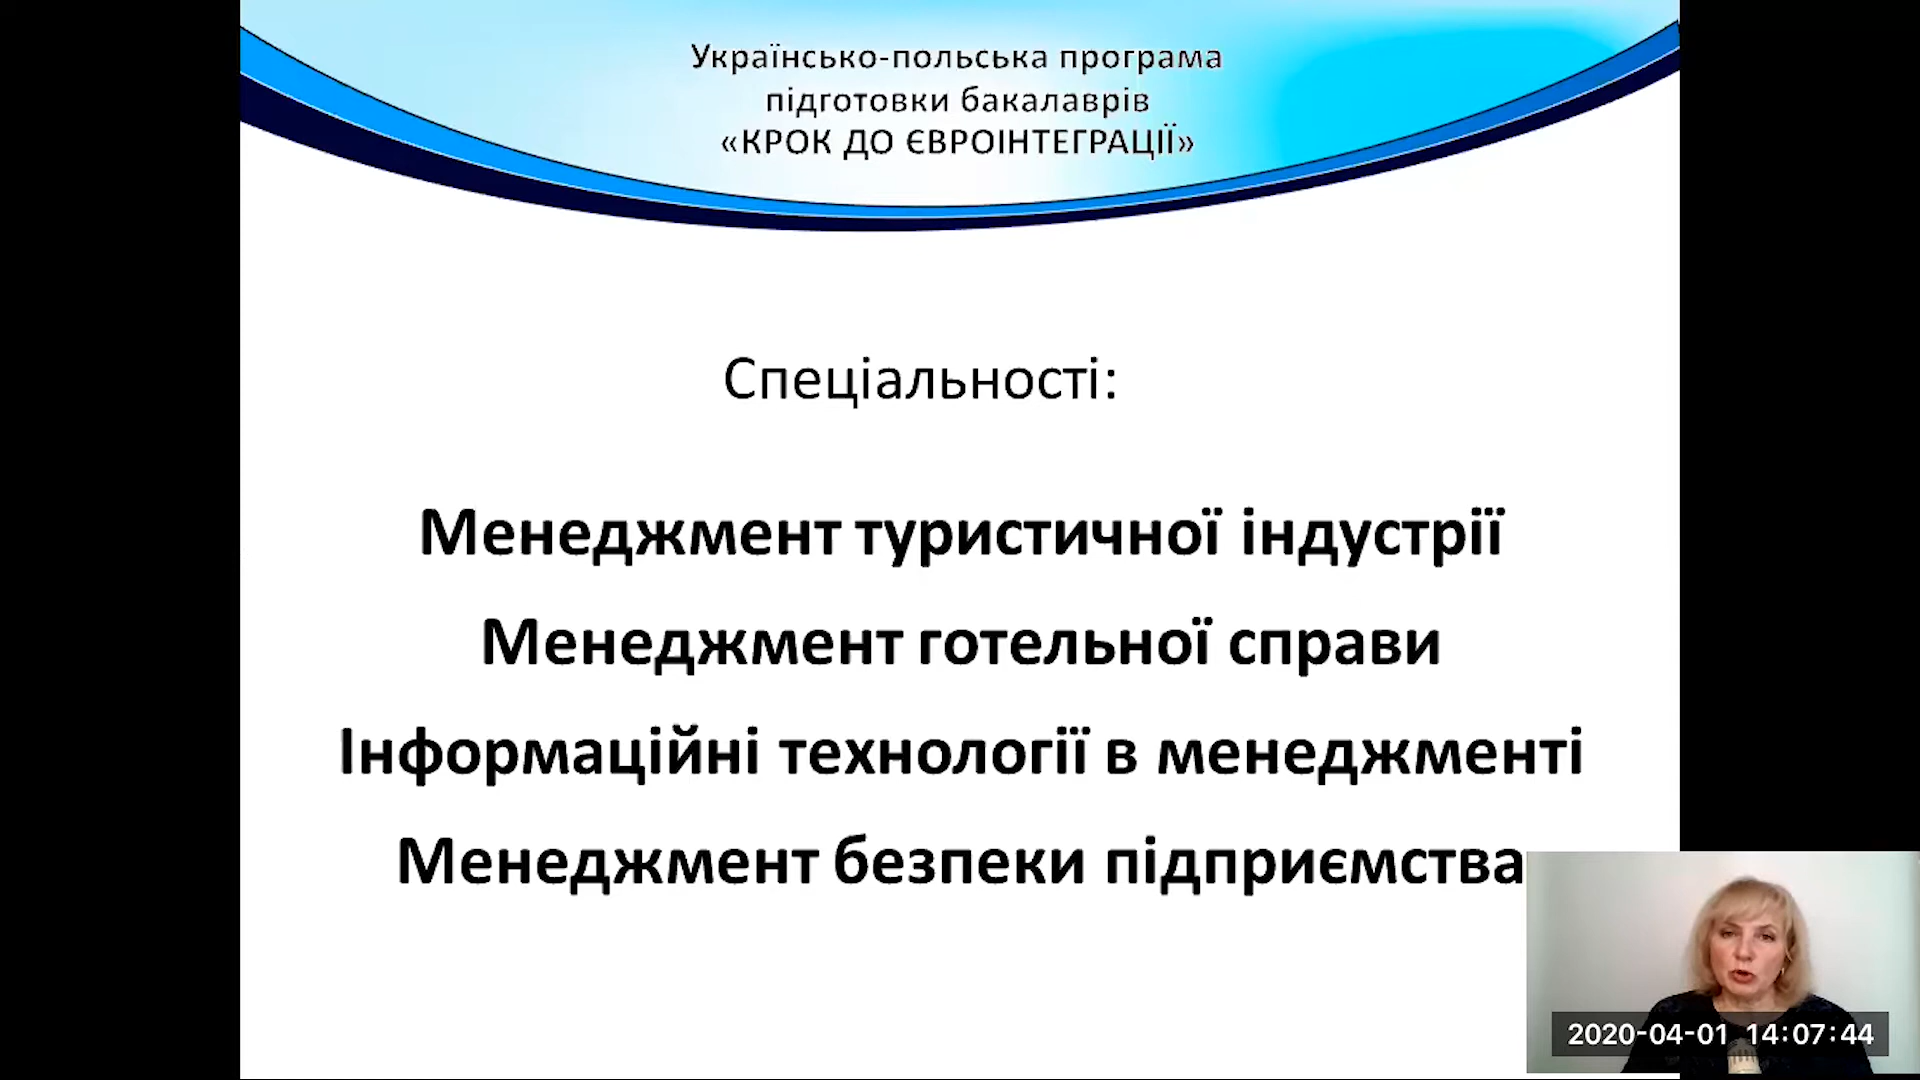 Українсько-польська програма
підготовки бакалаврів
«КРОК ДО ЄВРОІНТЕГРАЦІЇ»
Спеціальності:
Менеджмент туристичної індустрії
Менеджмент готельної справи
Інформаційні технології в менеджменті
Менеджмент безпеки підприємства
2020-04-01 14:07:44